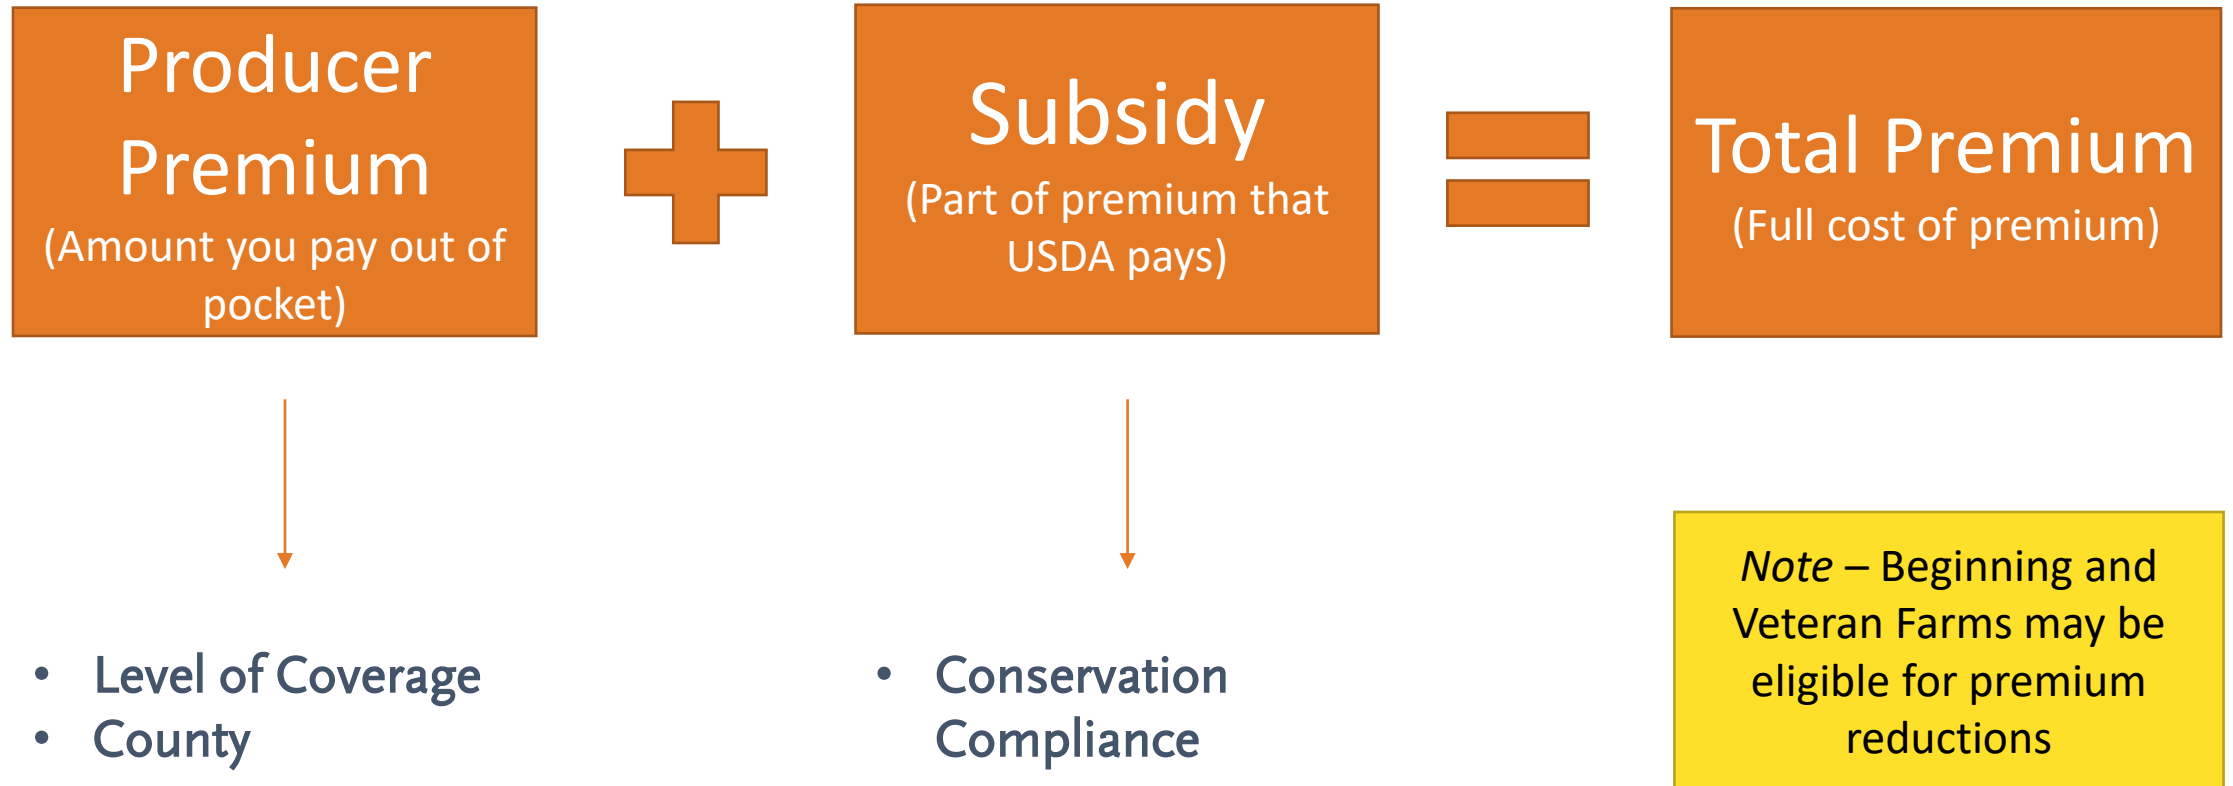 Producer
Premium
(Amount you pay out of
pocket)
Subsidy
(Part of premium that
USDA pays)
Total Premium
(Full cost of premium)
• Level of Coverage
• County
• Conservation
Compliance
Note – Beginning and
Veteran Farms may be
eligible for premium
reductions